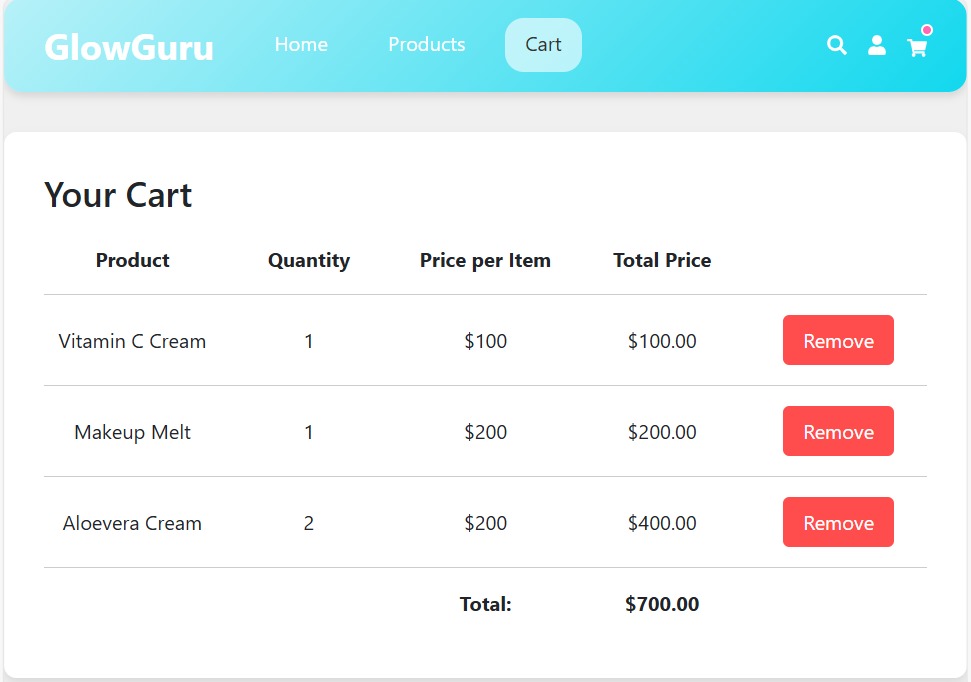 GlowGuru Home Products Cart
Your Cart
Product Quantity Price per Item Total Price
Vitamin C Cream 1 $100 $100.00 Remove
Makeup Melt 1 $200 $200.00 Remove
Aloevera Cream 2 $200 $400.00 Remove
Total: $700.00